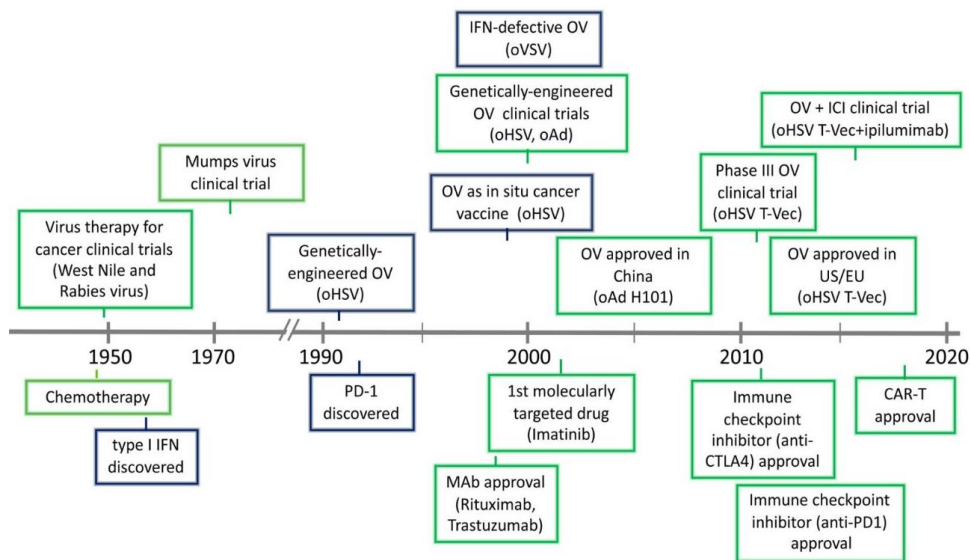 IFN-defective OV
(oVSV)
Genetically-engineered
OV clinical trials
(oHSV, oAd)
OV + ICI clinical trial
(oHSV T-Vec+ipilumimab)
Mumps virus
clinical trial
OV as in situ cancer
vaccine (oHSV)
Phase III OV
clinical trial
(oHSV T-Vec)
Virus therapy for
cancer clinical trials
(West Nile and
Rabies virus)
Genetically-
engineered OV
(oHSV)
OV approved in
China
(oAd H101)
OV approved in
US/EU
(oHSV T-Vec)
1950
1970
1990
2000
2010
2020
Chemotherapy
type I IFN
discovered
PD-1
discovered
1st molecularly
targeted drug
(Imatinib)
MAb approval
(Rituximab,
Trastuzumab)
Immune
checkpoint
inhibitor (anti-
CTLA4) approval
CAR-T
approval
Immune checkpoint
inhibitor (anti-PD1)
approval